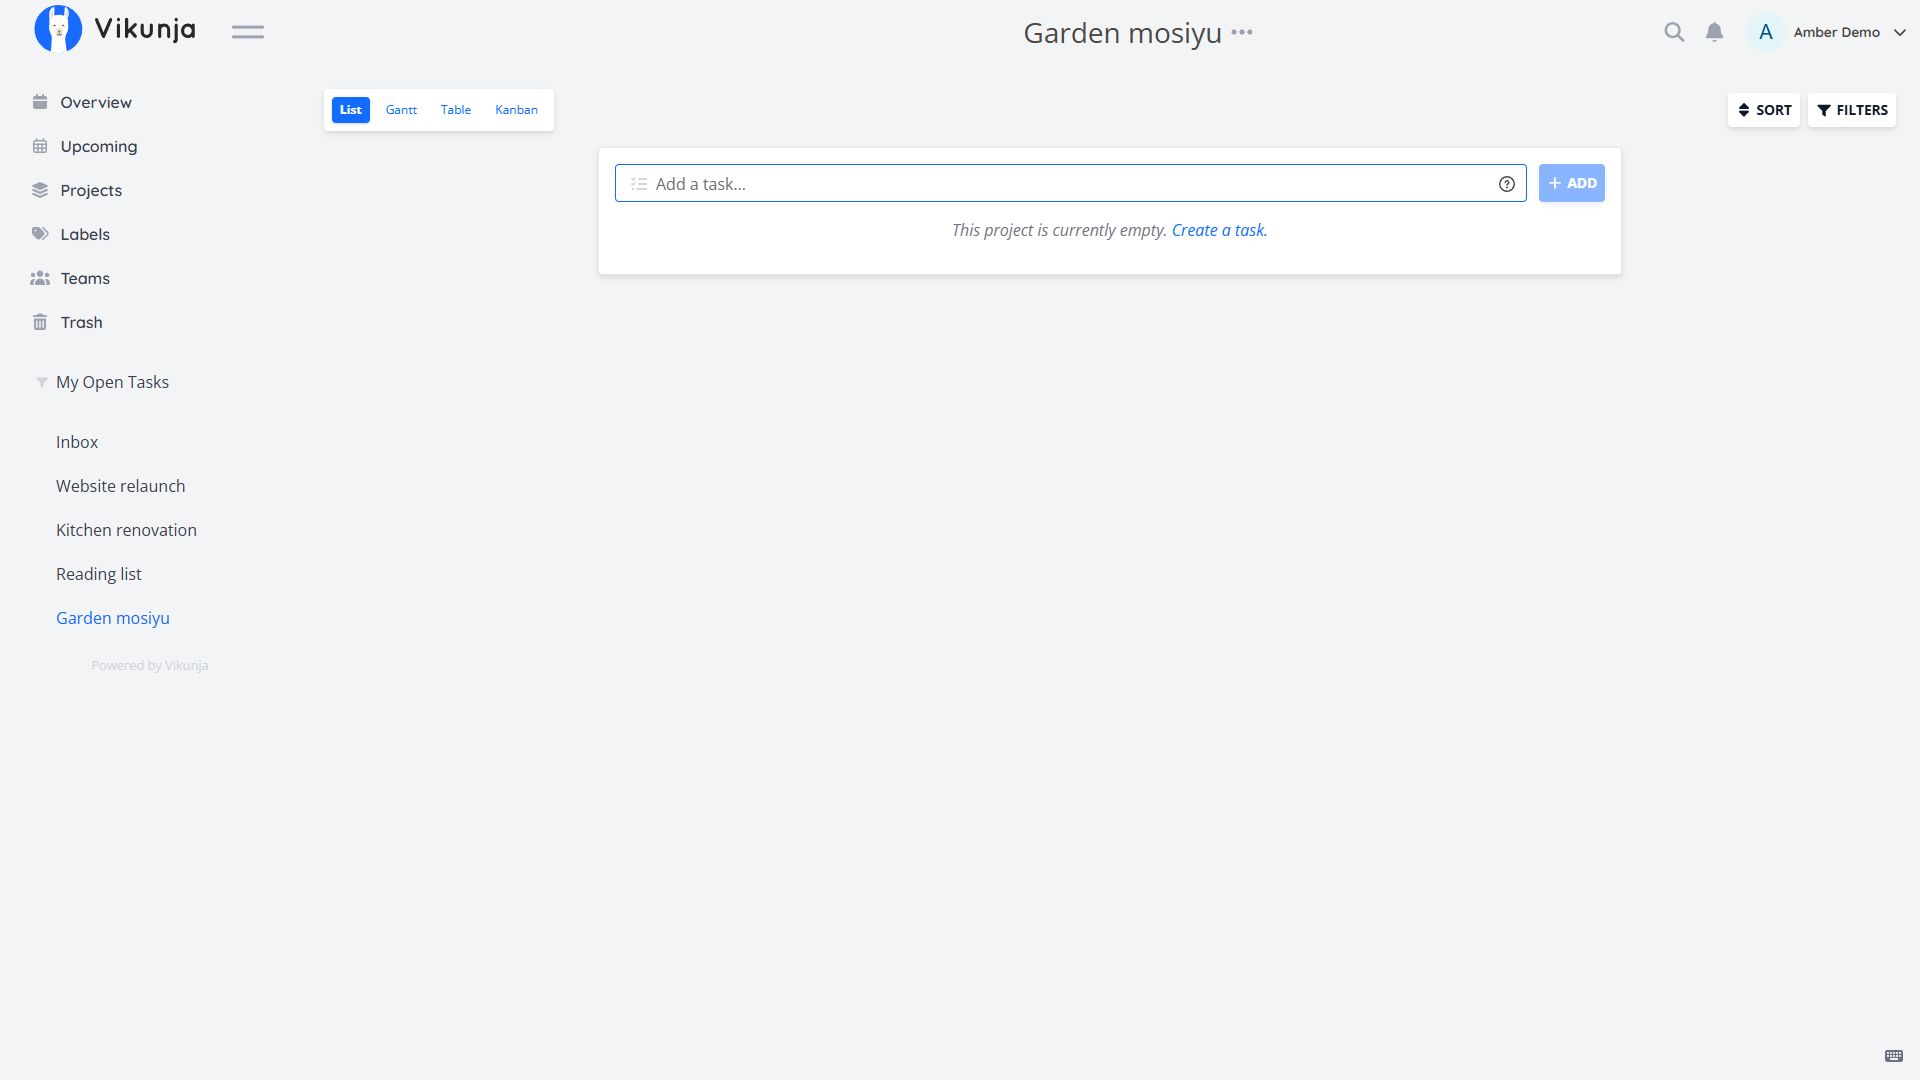 Vikunja
Garden mosiyu
A
Amber Demo
Overview
Upcoming
Projects
Labels
Teams
Trash
My Open Tasks
Inbox
Website relaunch
Kitchen renovation
Reading list
Garden mosiyu
Powered by Vikunja
List
Gantt
Table
Kanban
SORT
FILTERS
Add a task...
ADD
This project is currently empty. Create a task.